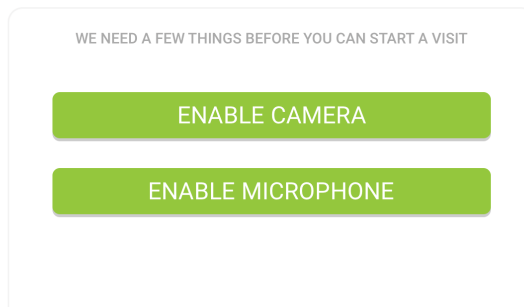 WE NEED A FEW THINGS BEFORE YOU CAN START A VISIT
ENABLE CAMERA
ENABLE MICROPHONE